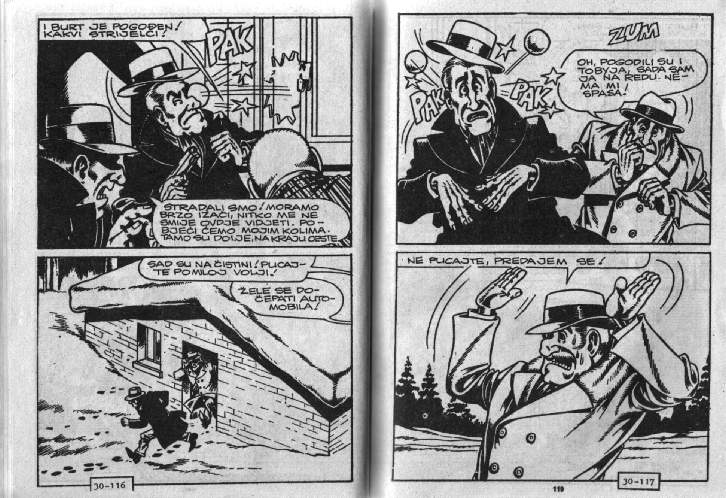 I BURT JE POGOĐEN!
KAKVI STRIJELCI!
PAK
STRADALI SMO! MORAMO
BRZO IZAĆI, NITKO ME NE
SMIJE OVDJE VIDJETI. PO-
BJEĆI ĆEMO MOJIM KOLIMA.
TAMO SU DOLJE, NA KRAJU CESTE.
SAD SU NA ČISTINI! PUCAJ-
TE PO MILOJ VOLJI!
ŽELE SE DO-
ČEPATI AUTO-
MOBILA!
30-116
ZUM
PAK
PAK
OH, POGODILI SU I
TOBYJA, SADA SAM
JA NA REDU. NE-
MA MI
SPASA!
NE PUCAJTE, PREDAJEM SE!
119
30-117